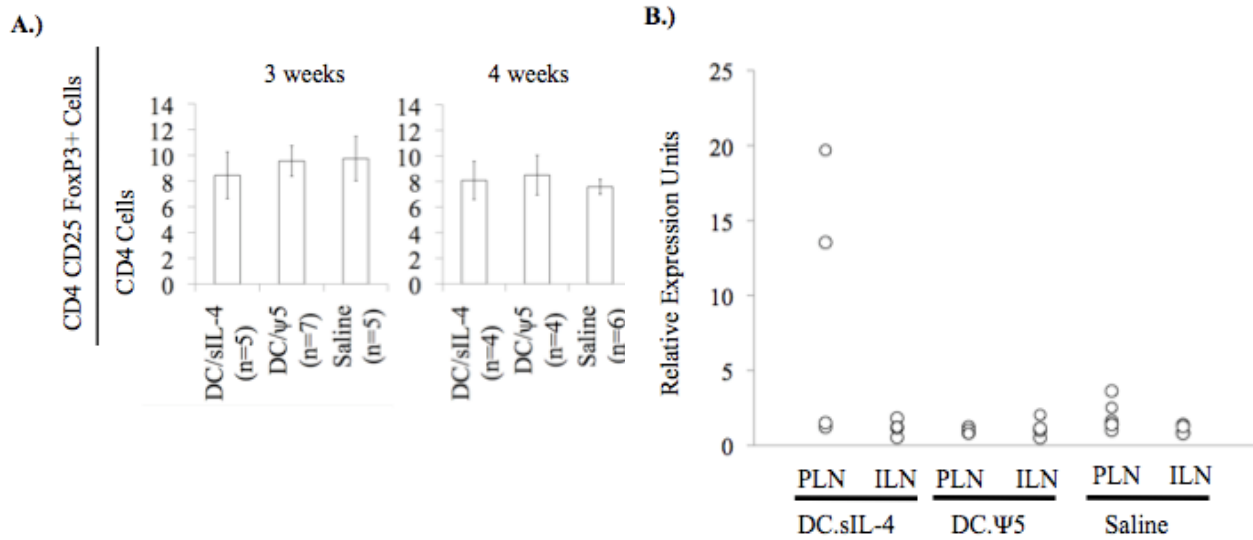 A.)
CD4 CD25 FoxP3+ Cells
CD4 Cells
3 weeks
14
12
10
8
6
4
2
0
DC/sIL-4
(n=5)
DC/ψ5
(n=7)
Saline
(n=5)
4 weeks
14
12
10
8
6
4
2
0
DC/sIL-4
(n=4)
DC/ψ5
(n=4)
Saline
(n=6)
B.)
Relative Expression Units
25
20
15
10
5
0
PLN ILN PLN ILN PLN ILN
DC.sIL-4 DC.Ψ5 Saline